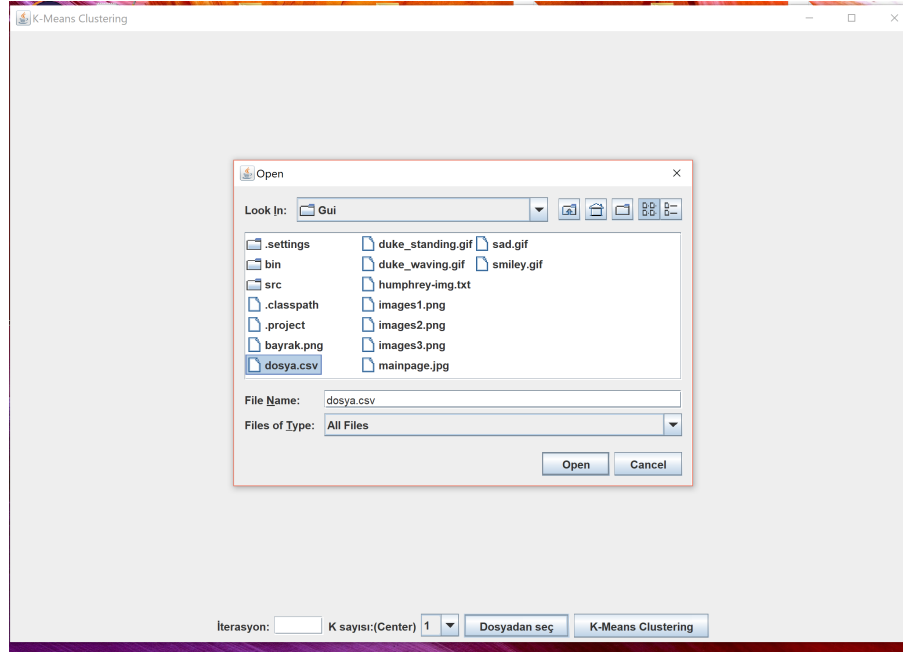 K-Means Clustering
Open
Look In: Gui
.settings
bin
src
.classpath
.project
bayrak.png
dosya.csv
duke_standing.gif
duke_waving.gif
humphrey-img.txt
images1.png
images2.png
images3.png
mainpage.jpg
sad.gif
smiley.gif
File Name: dosya.csv
Files of Type: All Files
Open Cancel
İterasyon: K sayısı:(Center) 1 Dosyadan seç K-Means Clustering